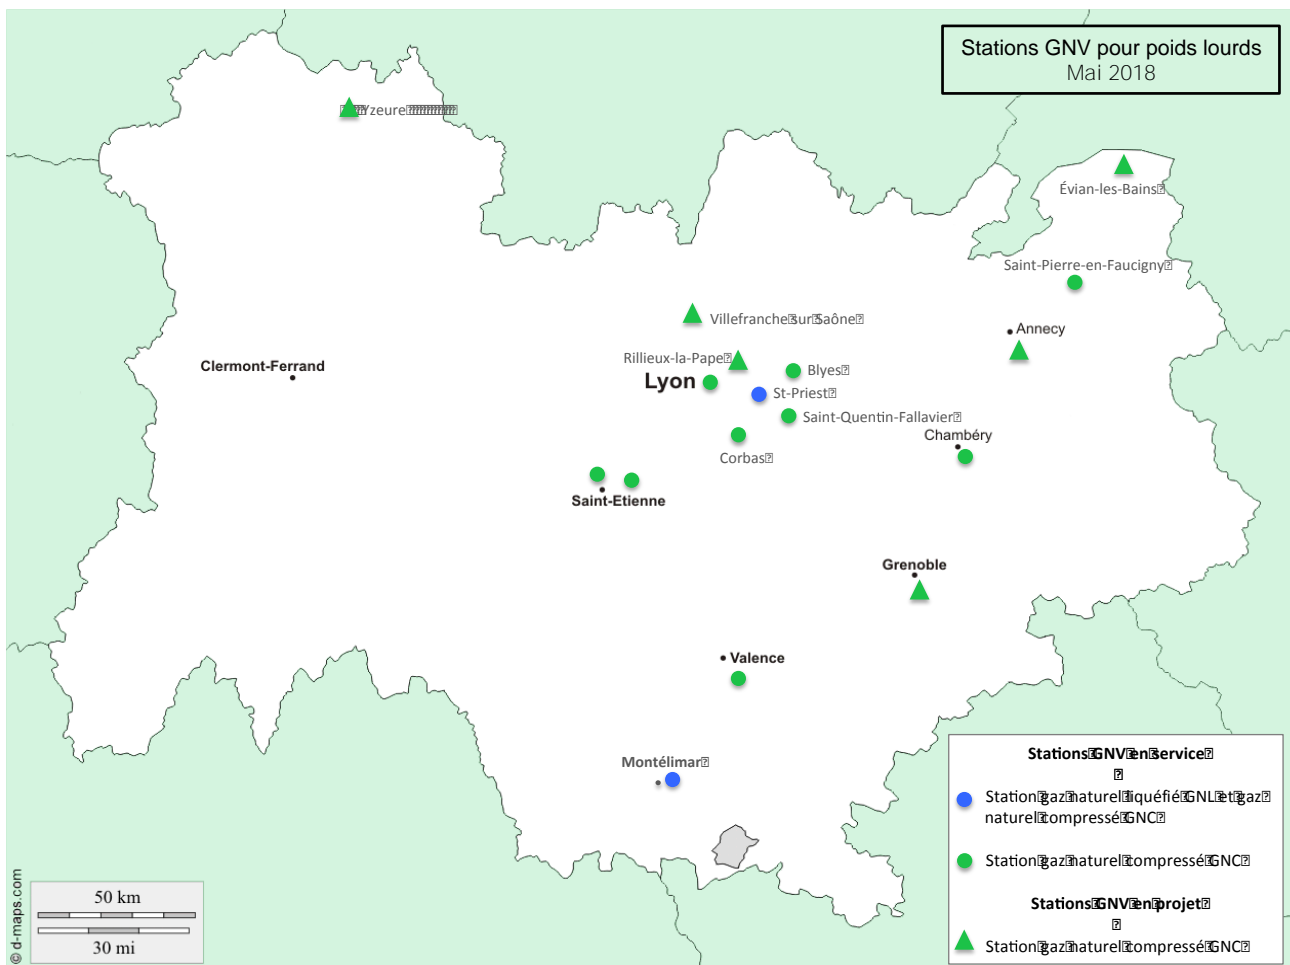 Stations GNV pour poids lourds
Mai 2018
Yzeure
Évian-les-Bains
Saint-Pierre-en-Faucigny
Villefranche sur Saône
Annecy
Rillieux-la-Pape
Clermont-Ferrand
Blyes
Lyon
St-Priest
Saint-Quentin-Fallavier
Chambéry
Corbas
Saint-Etienne
Grenoble
Valence
Montélimar
Stations GNV en service
Station gaz naturel liquéfié GNL et gaz
naturel compressé GNC
Station gaz naturel compressé GNC
Stations GNV en projet
Station gaz naturel compressé GNC
50 km
30 mi
© d-maps.com